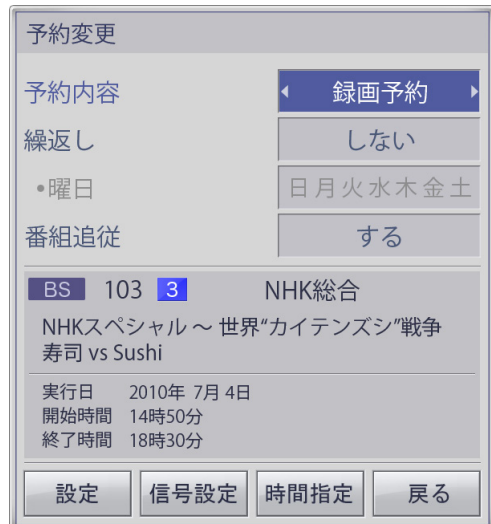 予約変更
予約内容 録画予約
繰返し しない
•曜日 日月火水木金土
番組追従 する
BS 103 3 NHK総合
NHKスペシャル～世界“カイテンズシ”戦争
寿司 vs Sushi
実行日 2010年 7月 4日
開始時間 14時50分
終了時間 18時30分
設定 信号設定 時間指定 戻る